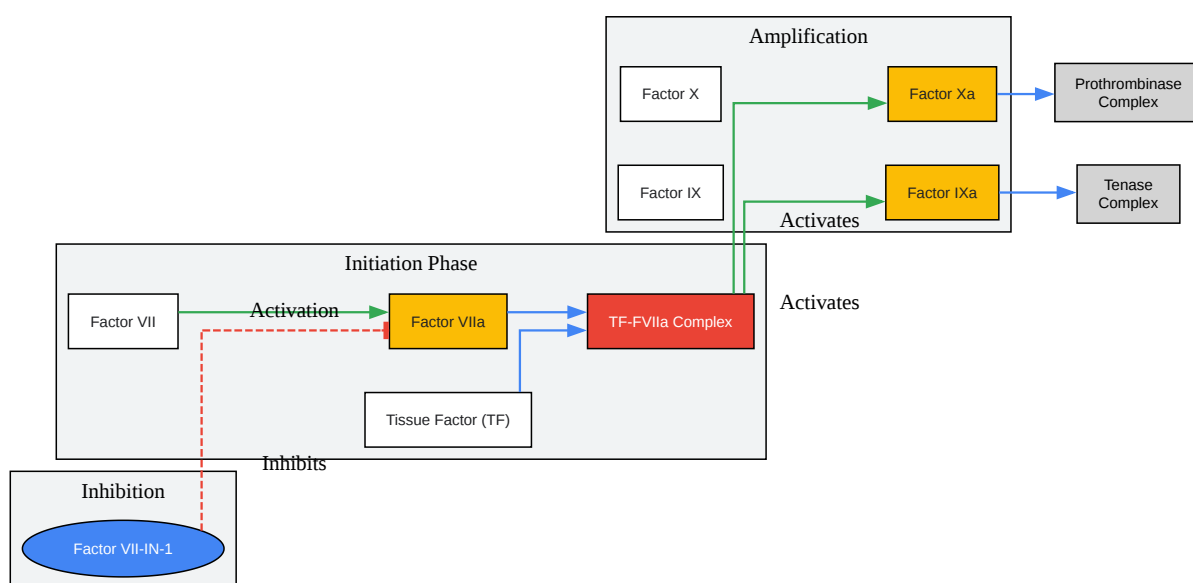 Amplification
Factor X
Factor Xa
Prothrombinase
Complex
Factor IX
Factor IXa
Tenase
Complex
Activates
Initiation Phase
Factor VII
Activation
Factor VIIa
TF-FVIIa Complex
Activates
Tissue Factor (TF)
Inhibits
Inhibition
Factor VII-IN-1